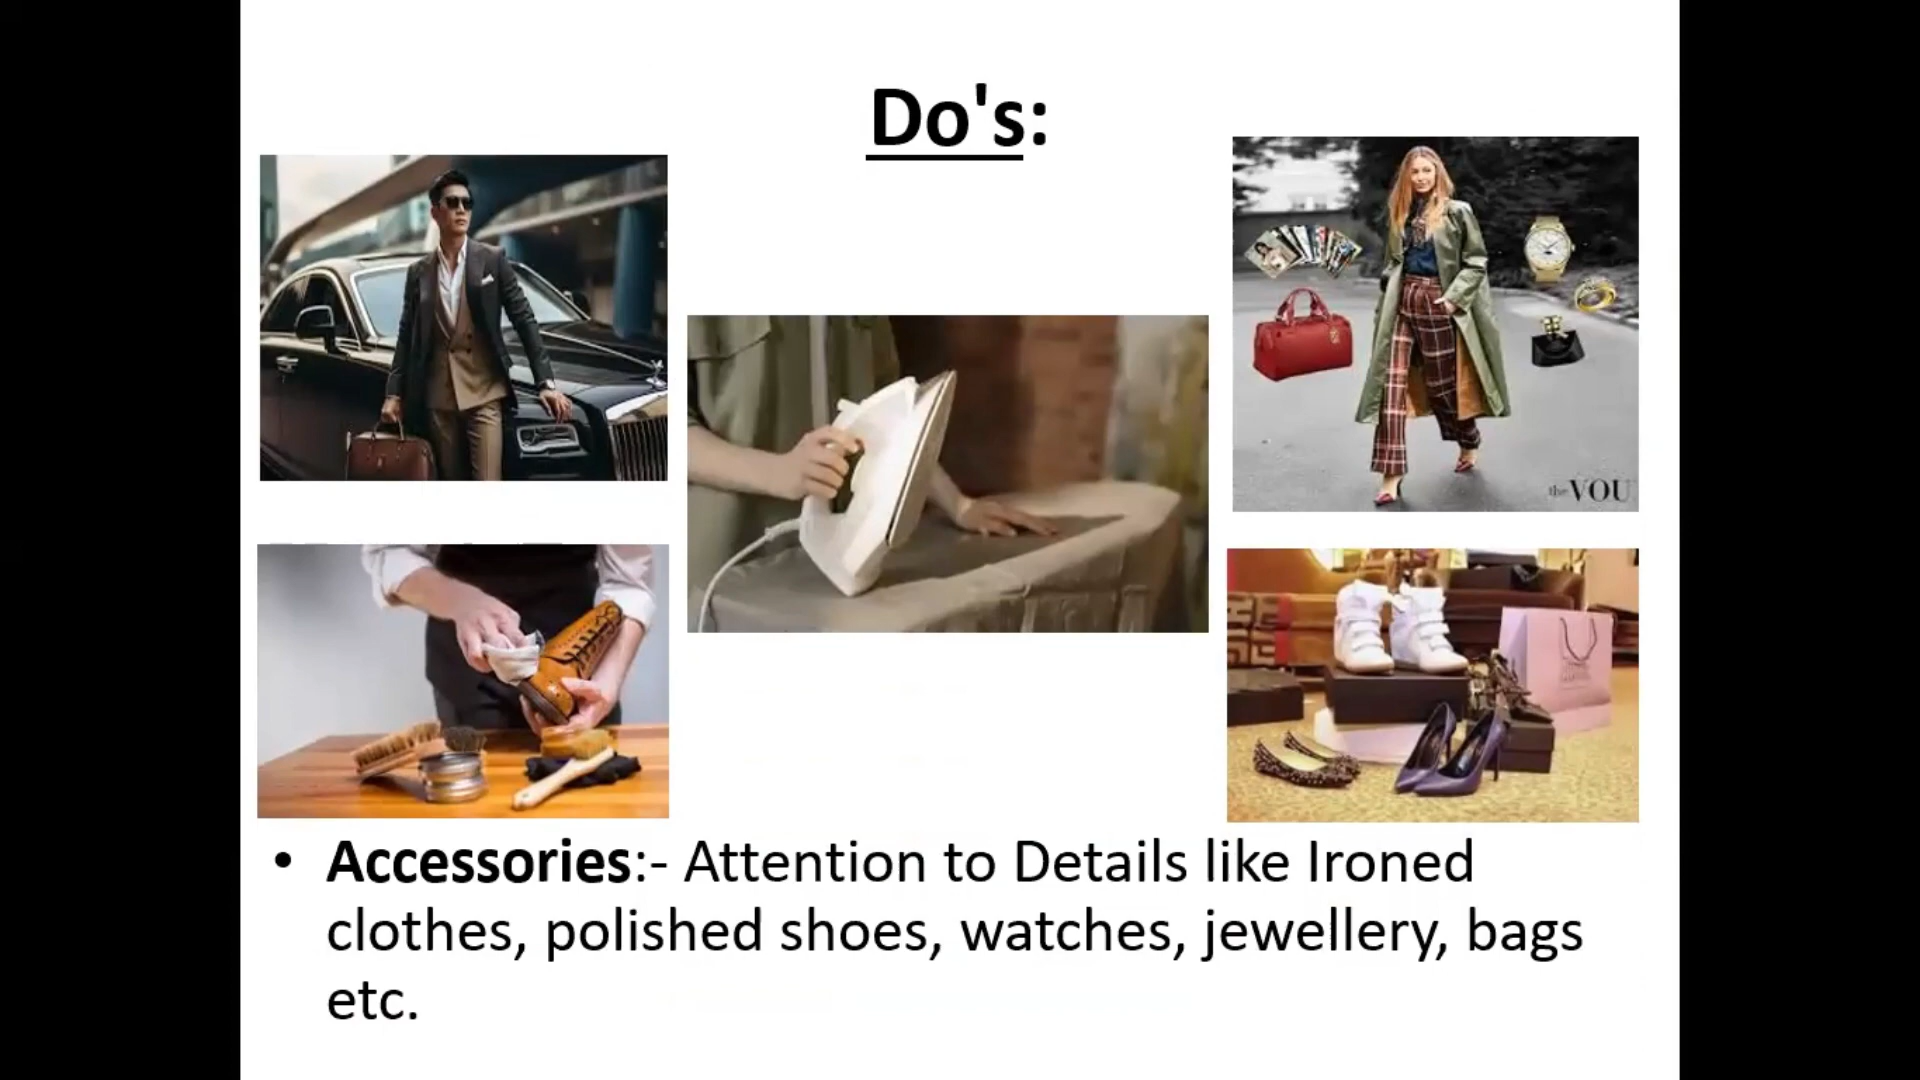 Do's:
the VOU
• Accessories:- Attention to Details like Ironed
clothes, polished shoes, watches, jewellery, bags
etc.